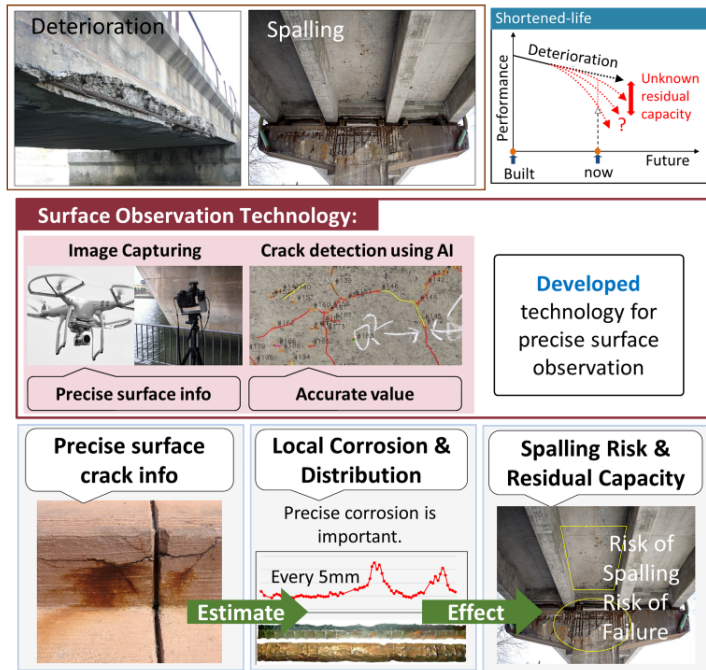 Deterioration
Spalling
Shortened-life
Performance
Deterioration
Unknown
residual
capacity
?
Built
now
Future
Surface Observation Technology:
Image Capturing
Crack detection using AI
Precise surface info
Accurate value
Developed
technology for
precise surface
observation
Precise surface
crack info
Local Corrosion &
Distribution
Precise corrosion is
important.
Every 5mm
Estimate
Effect
Spalling Risk &
Residual Capacity
Risk of
Spalling
Risk of
Failure